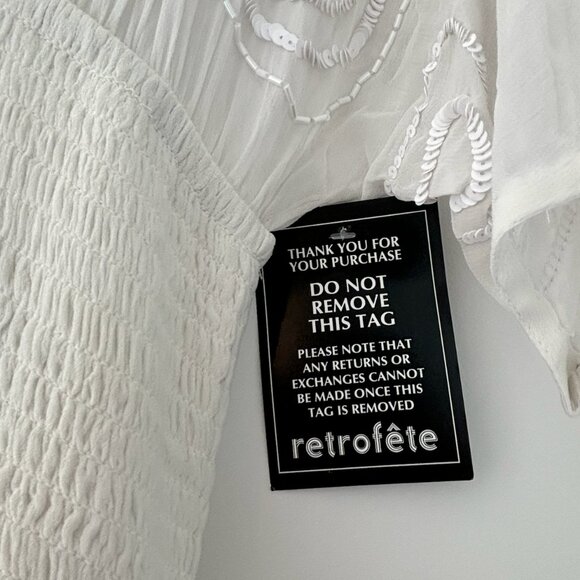 THANK YOU FOR
YOUR PURCHASE
DO NOT
REMOVE
THIS TAG
PLEASE NOTE THAT
ANY RETURNS OR
EXCHANGES CANNOT
BE MADE ONCE THIS
TAG IS REMOVED
retrofête